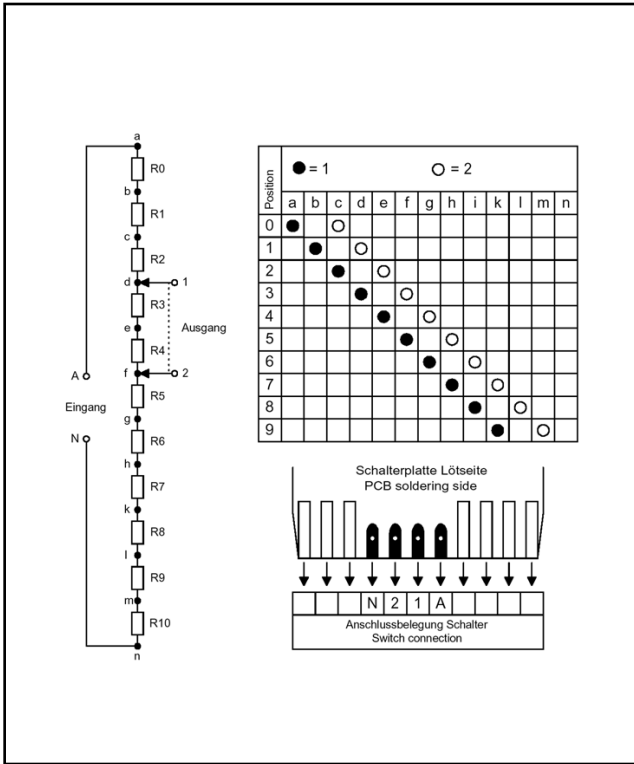 a
R0
b
R1
c
R2
d
1
R3
e
Ausgang
R4
A
f
2
R5
Eingang
g
N
R6
h
R7
k
R8
l
R9
m
R10
n
Position
= 1 = 2
a b c d e f g h i k l m n
0
1
2
3
4
5
6
7
8
9
Schalterplatte Lötseite
PCB soldering side
N 2 1 A
Anschlussbelegung Schalter
Switch connection